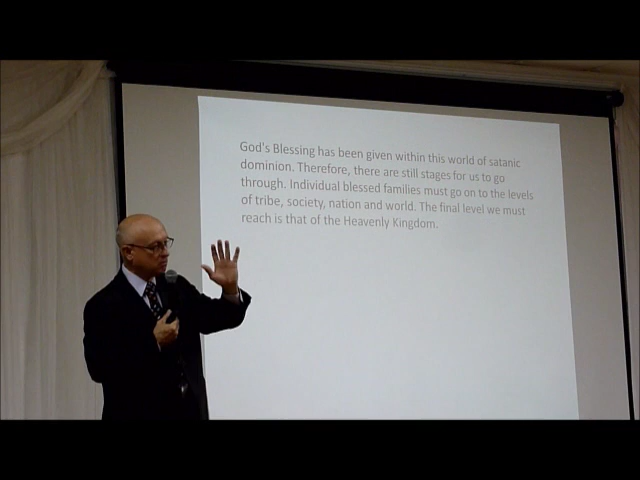 God's Blessing has been given within this world of satanic
dominion. Therefore, there are still stages for us to go
through. Individual blessed families must go on to the levels
of tribe, society, nation and world. The final level we must
reach is that of the Heavenly Kingdom.